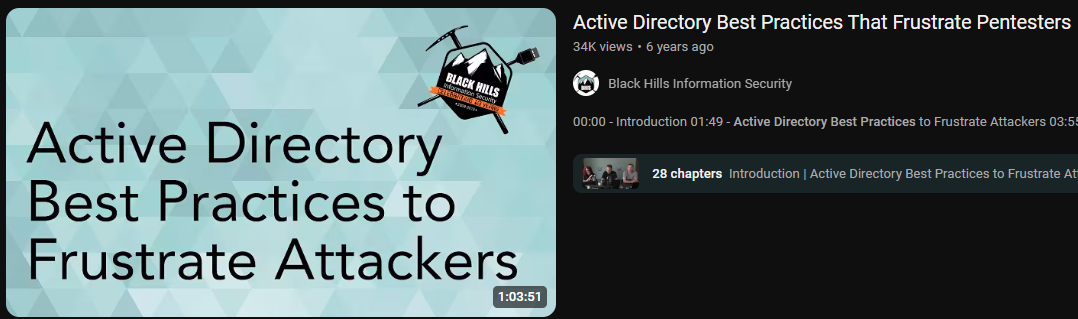 BLACK HILLS
Information Security
Active Directory
Best Practices to
Frustrate Attackers
1:03:51
Active Directory Best Practices That Frustrate Pentesters
34K views • 6 years ago
Black Hills Information Security
00:00 - Introduction 01:49 - Active Directory Best Practices to Frustrate Attackers 03:55
28 chapters Introduction | Active Directory Best Practices to Frustrate Att